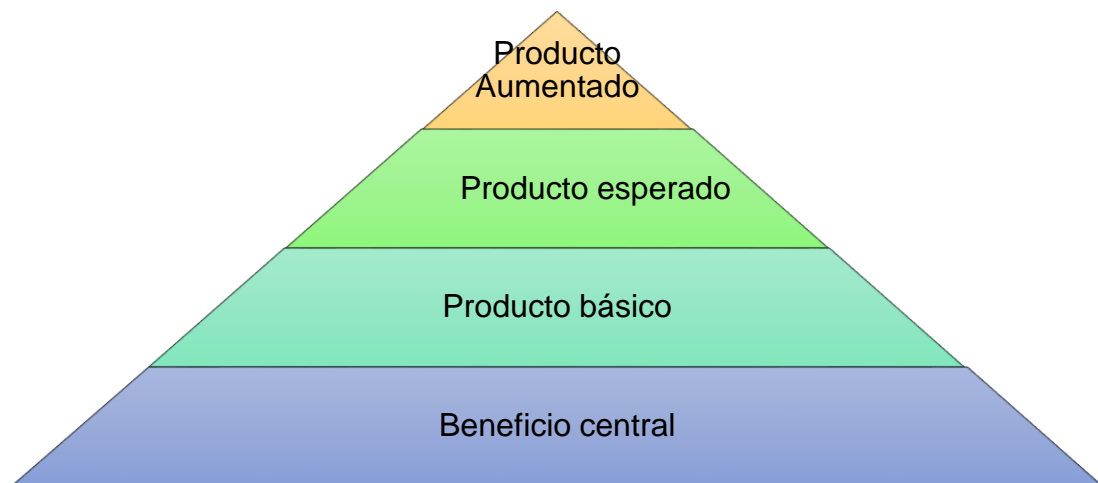 Producto
Aumentado
Producto esperado
Producto básico
Beneficio central